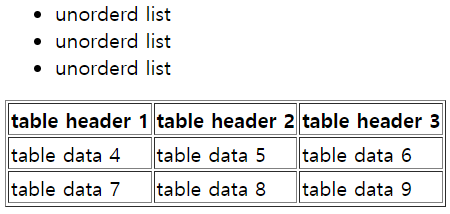 unorderd list
unorderd list
unorderd list
table header 1 table header 2 table header 3
table data 4 table data 5 table data 6
table data 7 table data 8 table data 9